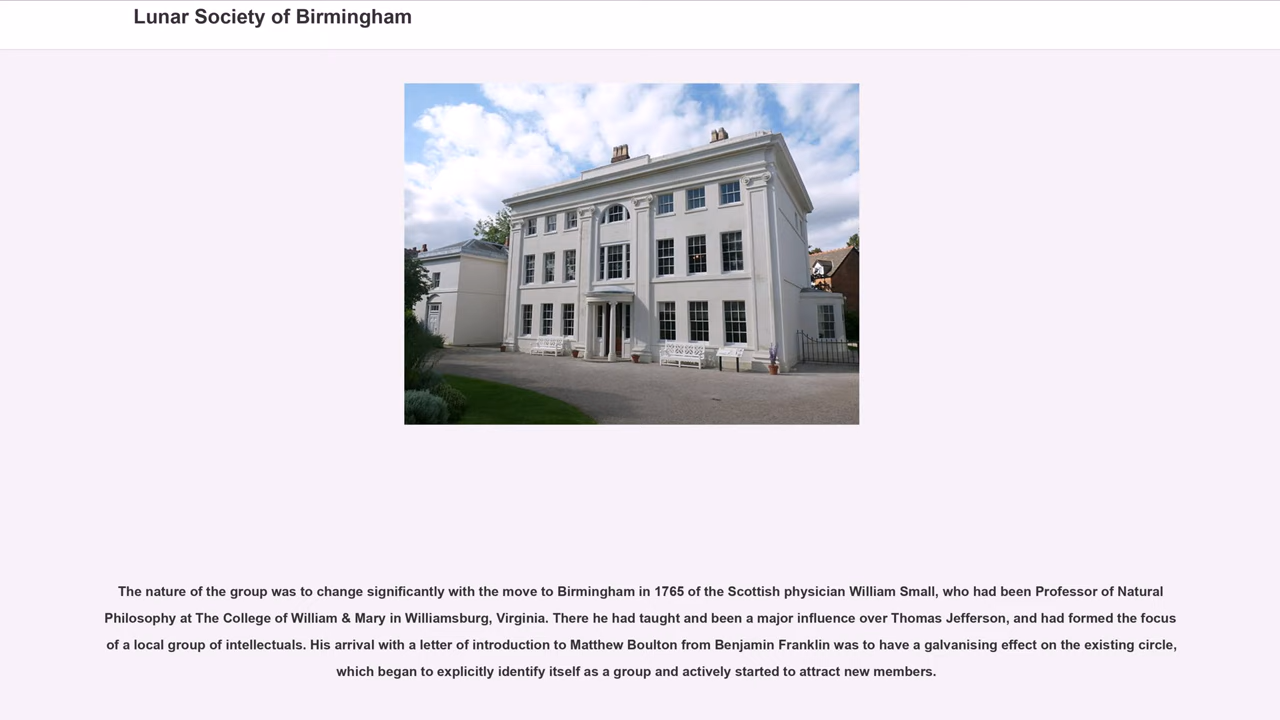 Lunar Society of Birmingham
The nature of the group was to change significantly with the move to Birmingham in 1765 of the Scottish physician William Small, who had been Professor of Natural
Philosophy at The College of William & Mary in Williamsburg, Virginia. There he had taught and been a major influence over Thomas Jefferson, and had formed the focus
of a local group of intellectuals. His arrival with a letter of introduction to Matthew Boulton from Benjamin Franklin was to have a galvanising effect on the existing circle,
which began to explicitly identify itself as a group and actively started to attract new members.